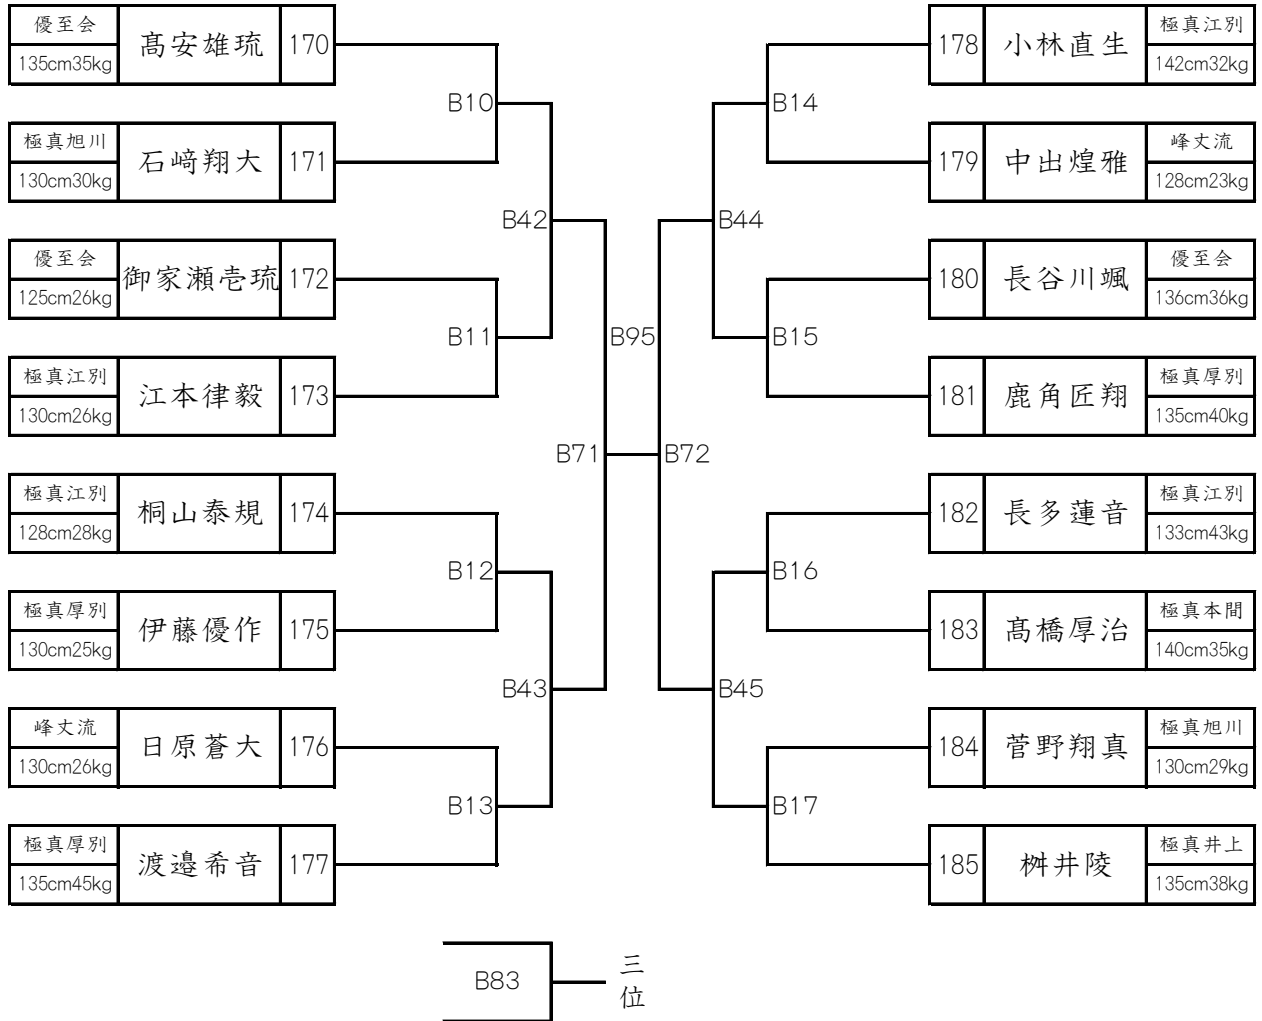 優至会
135cm35kg
髙安雄琉
170
極真旭川
130cm30kg
石﨑翔大
171
優至会
125cm26kg
御家瀬壱琉
172
極真江別
130cm26kg
江本律毅
173
極真江別
128cm28kg
桐山泰規
174
極真厚別
130cm25kg
伊藤優作
175
峰丈流
130cm26kg
日原蒼大
176
極真厚別
135cm45kg
渡邉希音
177
B10
B11
B12
B13
B42
B43
B71
B95
B72
B44
B45
B14
B15
B16
B17
178
小林直生
極真江別
142cm32kg
179
中出煌雅
峰丈流
128cm23kg
180
長谷川颯
優至会
136cm36kg
181
鹿角匠翔
極真厚別
135cm40kg
182
長多蓮音
極真江別
133cm43kg
183
髙橋厚治
極真本間
140cm35kg
184
菅野翔真
極真旭川
130cm29kg
185
桝井陵
極真井上
135cm38kg
B83
三位